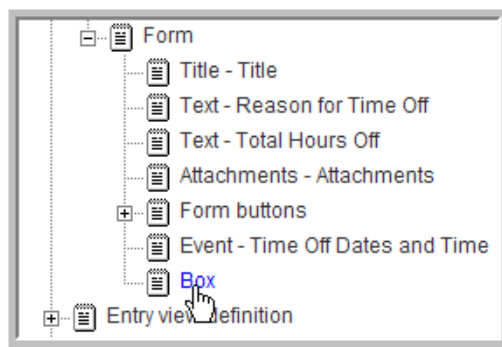 Form
Title - Title
Text - Reason for Time Off
Text - Total Hours Off
Attachments - Attachments
Form buttons
Event - Time Off Dates and Time
Box
Entry view definition